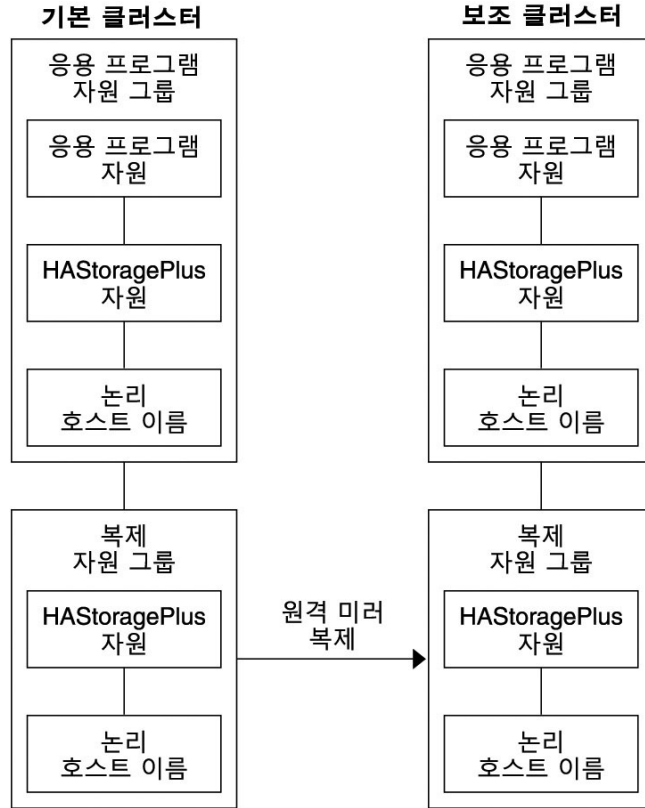 기본 클러스터
응용 프로그램
자원 그룹
응용 프로그램
자원
HAStoragePlus
자원
논리
호스트 이름
복제
자원 그룹
HAStoragePlus
자원
논리
호스트 이름
원격 미러
복제
보조 클러스터
응용 프로그램
자원 그룹
응용 프로그램
자원
HAStoragePlus
자원
논리
호스트 이름
복제
자원 그룹
HAStoragePlus
자원
논리
호스트 이름